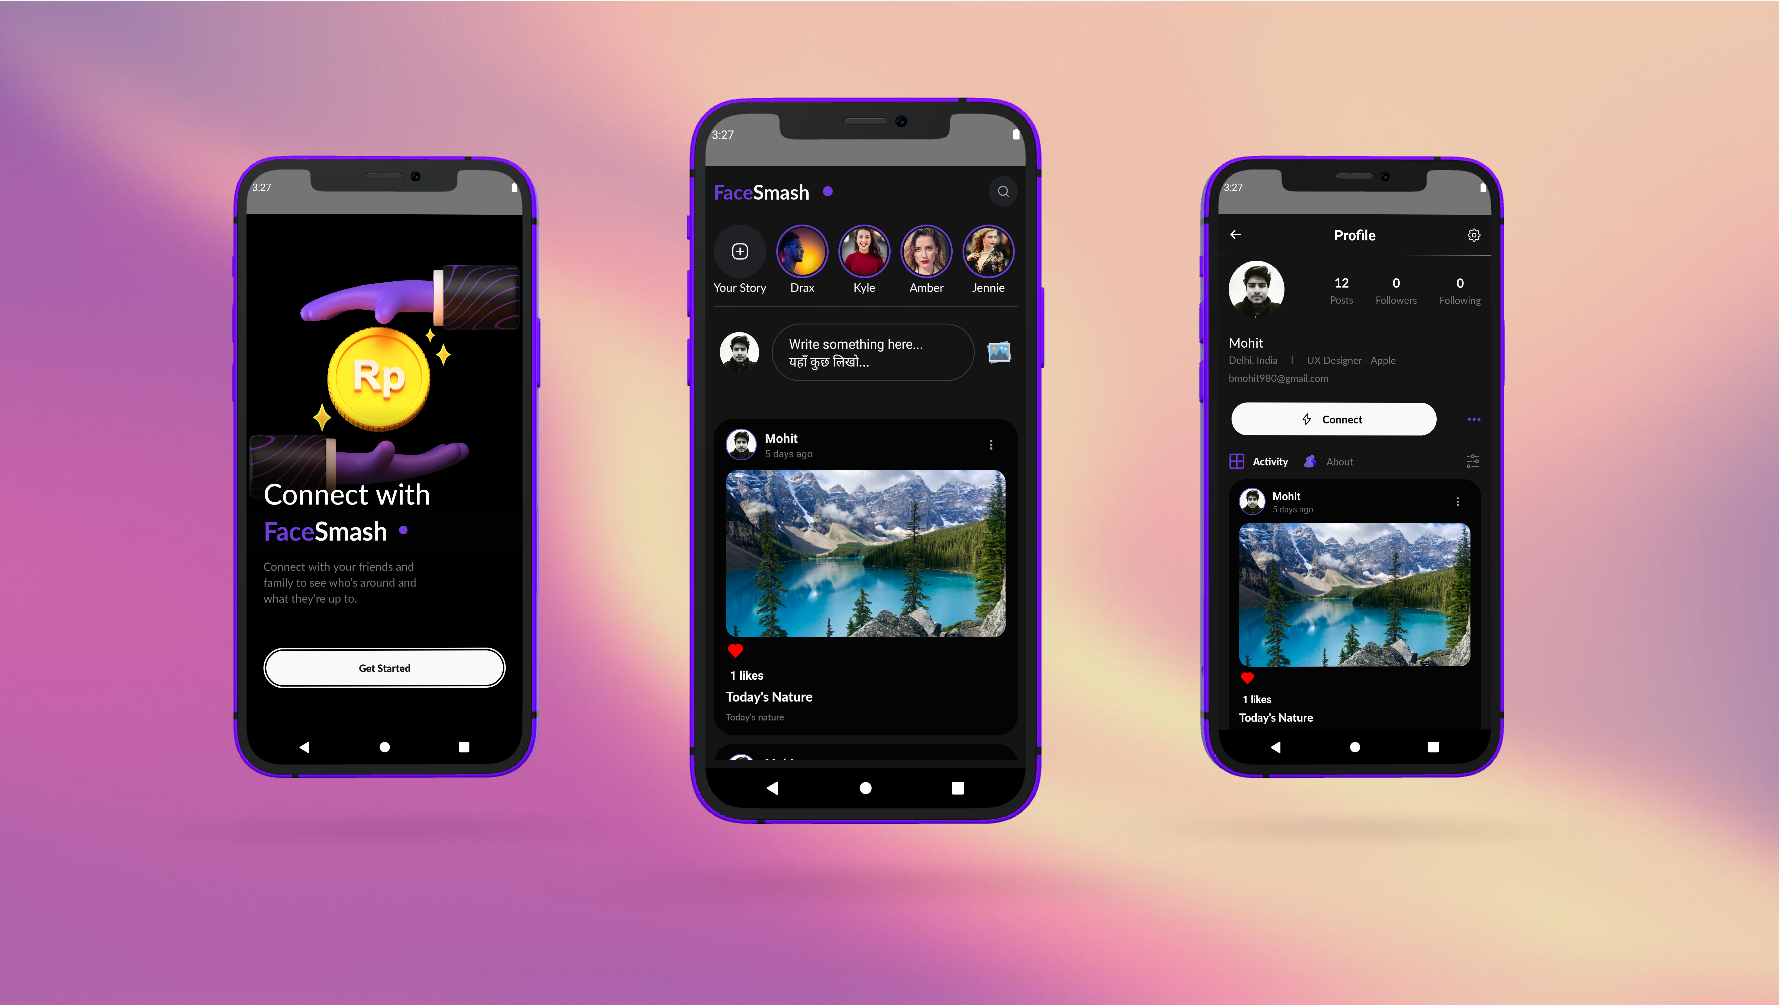 3:27
Rp
Connect with
FaceSmash
Connect with your friends and
family to see who's around and
what they're up to.
Get Started
3:27
FaceSmash
Your Story Drax Kyle Amber Jennie
Write something here...
यहाँ कुछ लिखो...
Mohit
5 days ago
1 likes
Today's Nature
Today's nature
3:27
Profile
12 0 0
Posts Followers Following
Mohit
Delhi, India | UX Designer Apple
bmohit980@gmail.com
Connect
Activity About
Mohit
5 days ago
1 likes
Today's Nature